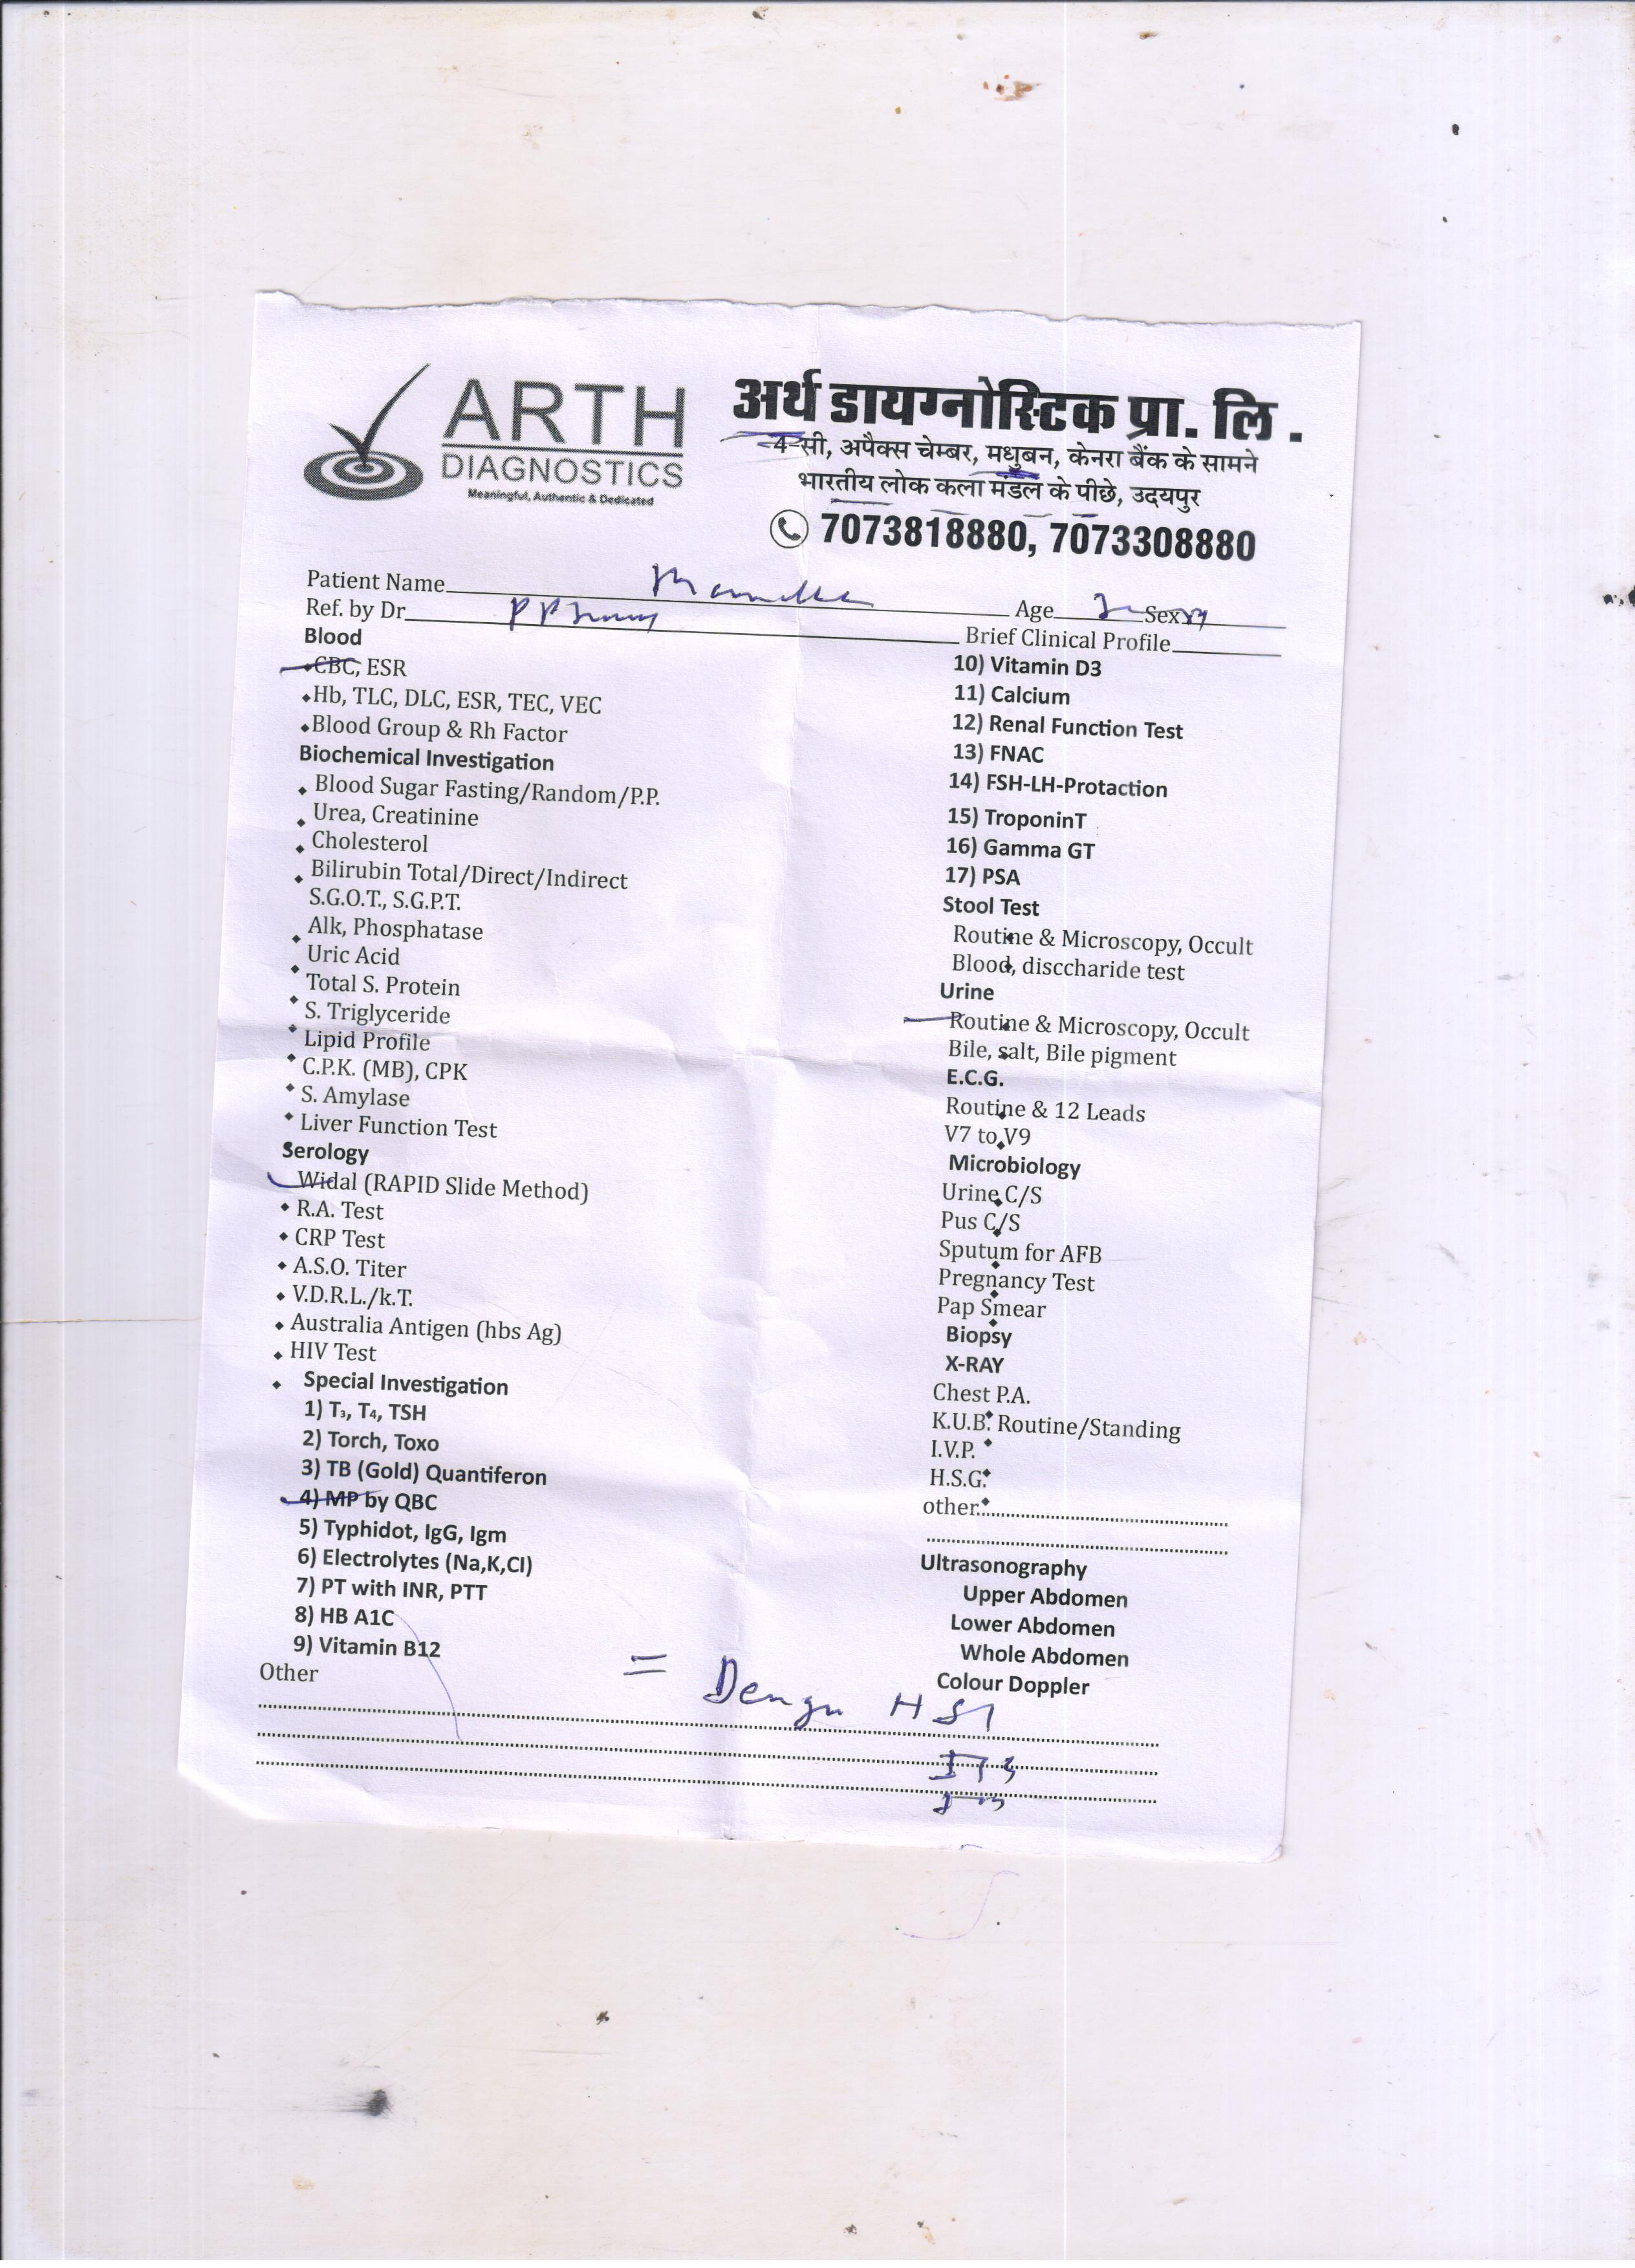 ARTH
DIAGNOSTICS
Meaningful, Authentic & Dedicated
अर्थ डायग्नोस्टिक प्रा. लि .
4-सी, अपैक्स चेम्बर, मधुबन, केनरा बैंक के सामने
भारतीय लोक कला मंडल के पीछे, उदयपुर
7073818880, 7073308880
Patient Name
Age Sex
Ref. by Dr
Brief Clinical Profile
Blood
CBC, ESR
Hb, TLC, DLC, ESR, TEC, VEC
Blood Group & Rh Factor
Biochemical Investigation
Blood Sugar Fasting/Random/P.P.
Urea, Creatinine
Cholesterol
Bilirubin Total/Direct/Indirect
S.G.O.T., S.G.P.T.
Alk, Phosphatase
Uric Acid
Total S. Protein
S. Triglyceride
Lipid Profile
C.P.K. (MB), CPK
S. Amylase
Liver Function Test
Serology
Widal (RAPID Slide Method)
R.A. Test
CRP Test
A.S.O. Titer
V.D.R.L./k.T.
Australia Antigen (hbs Ag)
HIV Test
Special Investigation
1) T₃, T₄, TSH
2) Torch, Toxo
3) TB (Gold) Quantiferon
4) MP by QBC
5) Typhidot, IgG, Igm
6) Electrolytes (Na,K,Cl)
7) PT with INR, PTT
8) HB A1C
9) Vitamin B12
Other
10) Vitamin D3
11) Calcium
12) Renal Function Test
13) FNAC
14) FSH-LH-Protaction
15) TroponinT
16) Gamma GT
17) PSA
Stool Test
Routine & Microscopy, Occult
Blood, disccharide test
Urine
Routine & Microscopy, Occult
Bile, salt, Bile pigment
E.C.G.
Routine & 12 Leads
V7 to V9
Microbiology
Urine C/S
Pus C/S
Sputum for AFB
Pregnancy Test
Pap Smear
Biopsy
X-RAY
Chest P.A.
K.U.B. Routine/Standing
I.V.P.
H.S.G.
other
Ultrasonography
Upper Abdomen
Lower Abdomen
Whole Abdomen
Colour Doppler